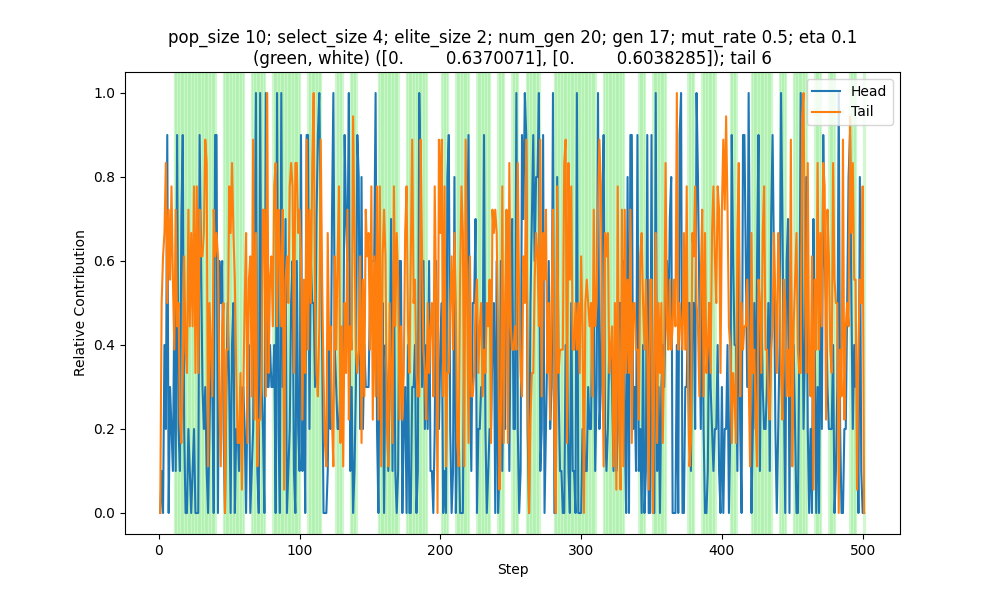 pop_size 10; select_size 4; elite_size 2; num_gen 20; gen 17; mut_rate 0.5; eta 0.1
(green, white) ([0. 0.6370071], [0. 0.6038285]); tail 6
Head
Tail
1.0
0.8
0.6
0.4
0.2
0.0
Relative Contribution
0 100 200 300 400 500
Step